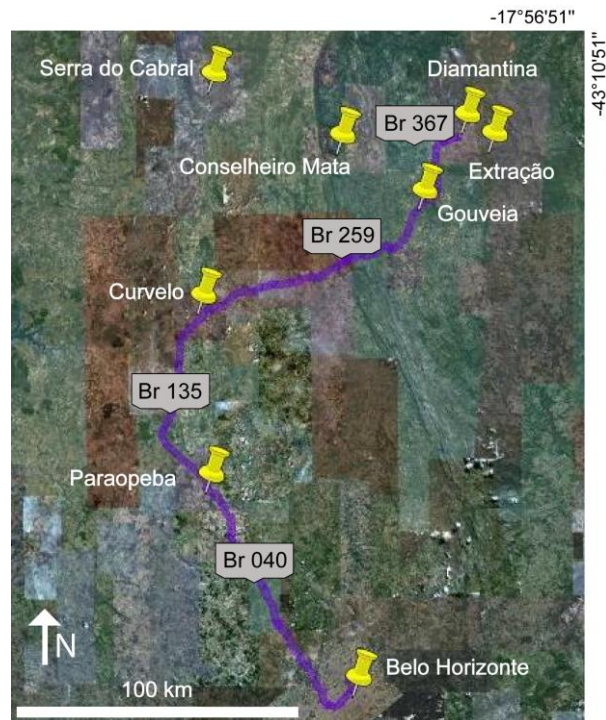 -17°56'51"
-43°10'51"
Serra do Cabral
Diamantina
Br 367
Conselheiro Mata
Extração
Gouveia
Br 259
Curvelo
Br 135
Paraopeba
Br 040
N
Belo Horizonte
100 km